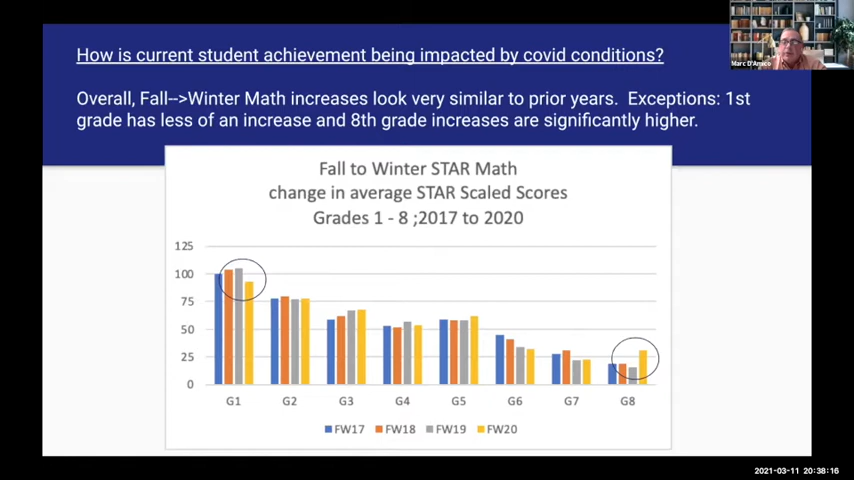 How is current student achievement being impacted by covid conditions?
Overall, Fall-->Winter Math increases look very similar to prior years. Exceptions: 1st
grade has less of an increase and 8th grade increases are significantly higher.
Marc D'Amico
Fall to Winter STAR Math
change in average STAR Scaled Scores
Grades 1 - 8 ;2017 to 2020
125
100
75
50
25
0
G1 G2 G3 G4 G5 G6 G7 G8
FW17 FW18 FW19 FW20
2021-03-11 20:38:16